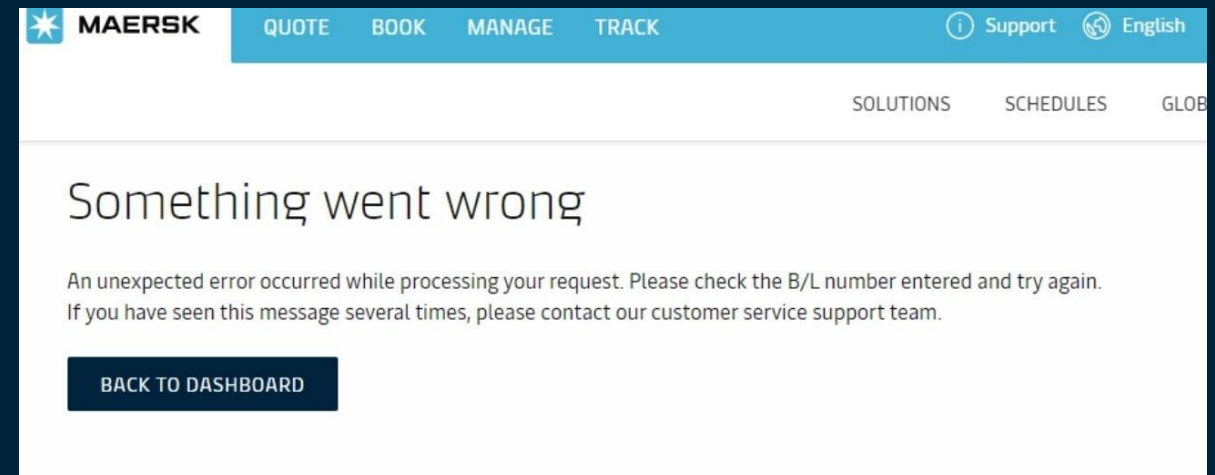 MAERSK QUOTE BOOK MANAGE TRACK Support English
SOLUTIONS SCHEDULES GLOB
Something went wrong
An unexpected error occurred while processing your request. Please check the B/L number entered and try again.
If you have seen this message several times, please contact our customer service support team.
BACK TO DASHBOARD